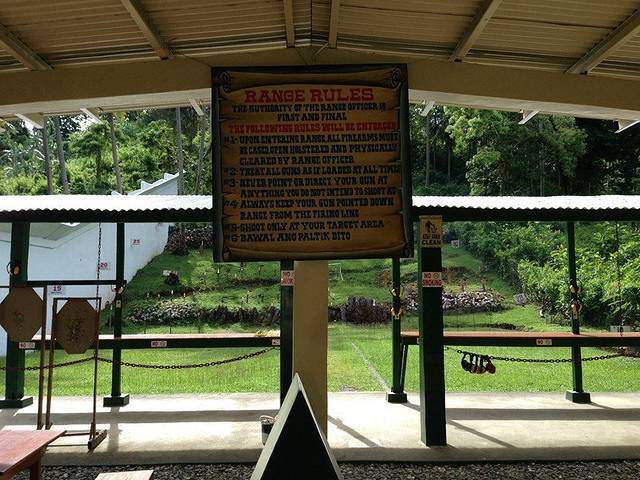 RANGE RULES
THE AUTHORITY OF THE RANGE OFFICER IS
FIRST AND FINAL
THE FOLLOWING RULES WILL BE ENFORCED
#1- UPON ENTERING RANGE ALL FIREARMS MUST
BE CASED OPEN HOLSTERED AND PHYSICALLY
CLEARED BY RANGE OFFICER
#2- TREAT ALL GUNS AS IF LOADED AT ALL TIMES
#3- NEVER POINT OR DIRECT YOUR GUN AT
ANYTHING YOU DO NOT INTEND TO SHOOT AT
#4- ALWAYS KEEP YOUR GUN POINTED DOWN
RANGE FROM THE FIRING LINE
#5- SHOOT ONLY AT YOUR TARGET AREA
#6- BAWAL ANG PALTIK DITO
CLEAN
NO
SMOKING
25
20
15